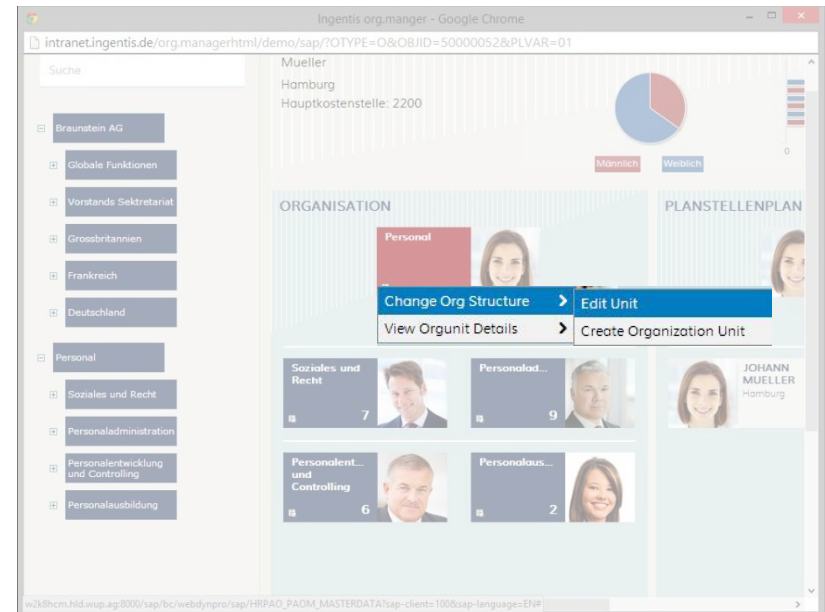 Ingentis org.manger - Google Chrome
intranet.ingentis.de/org.managerhtml/demo/sap/?OTYPE=O&OBJID=50000052&PLVAR=01
Suche
Braunstein AG
Globale Funktionen
Vorstands Sektretariat
Grossbritannien
Frankreich
Deutschland
Personal
Soziales und Recht
Personaladministration
Personalentwicklung
und Controlling
Personalausbildung
Mueller
Hamburg
Hauptkostenstelle: 2200
Männlich
Weiblich
0
ORGANISATION
PLANSTELLENPLAN
Personal
Change Org Structure
View Orgunit Details
Edit Unit
Create Organization Unit
Soziales und
Recht
7
Personalad...
9
Personalent...
und
Controlling
6
Personalaus...
2
JOHANN
MUELLER
Hamburg
w2k8hcm.hld.wup.ag:8000/sap/bc/webdynpro/sap/HRPAO_PAOM_MASTERDATA?sap-client=100&sap-language=EN#